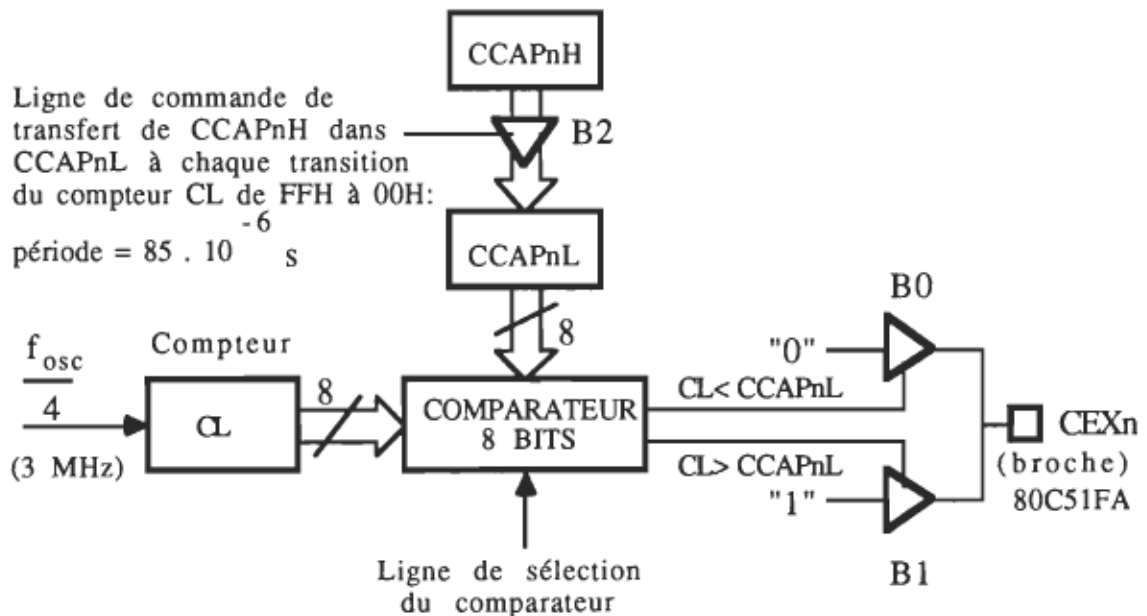 CCAPnH
Ligne de commande de
transfert de CCAPnH dans
CCAPnL à chaque transition
du compteur CL de FFH à 00H:
période = 85 . 10⁻⁶ s
B2
CCAPnL
8
B0
"0"
fosc
4
(3 MHz)
Compteur
CL
8
COMPARATEUR
8 BITS
CL< CCAPnL
CL> CCAPnL
"1"
B1
CEXn
(broche)
80C51FA
Ligne de sélection
du comparateur